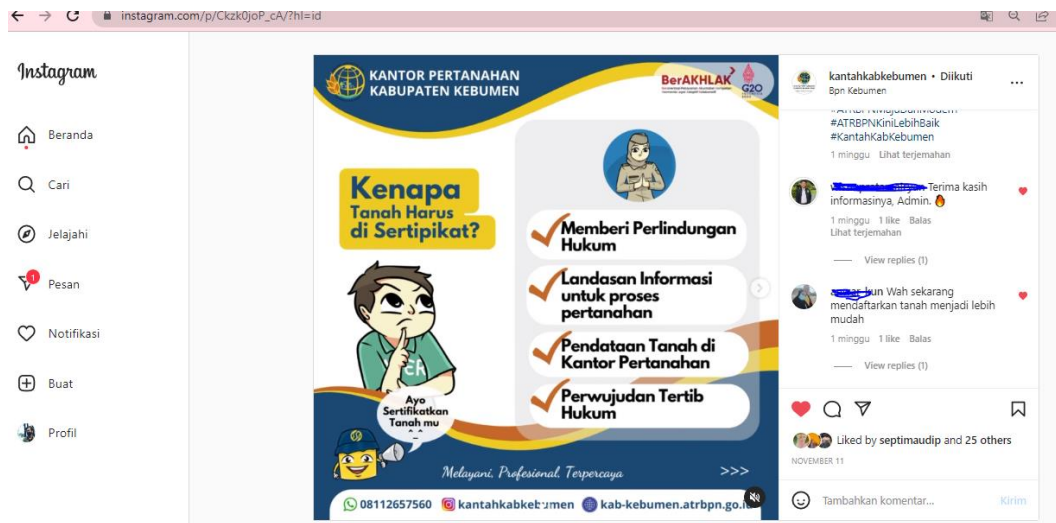 instagram.com/p/Ckzk0joP_cA/?hl=id
Instagram
Beranda
Cari
Jelajahi
1
Pesan
Notifikasi
Buat
Profil
KANTOR PERTANAHAN
KABUPATEN KEBUMEN
BerAKHLAK
G20
Kenapa
Tanah Harus
di Sertipikat?
Memberi Perlindungan
Hukum
Landasan Informasi
untuk proses
pertanahan
Pendataan Tanah di
Kantor Pertanahan
Perwujudan Tertib
Hukum
Ayo
Sertifikatkan
Tanah mu
^_^
Melayani, Profesional, Terpercaya
>>>
08112657560 kantahkabkebumen kab-kebumen.atrbpn.go.id
kantahkabkebumen • Diikuti
Bpn Kebumen
#ATRBPNMajuDanModern
#ATRBPNKiniLebihBaik
#KantahKabKebumen
1 minggu Lihat terjemahan
Terima kasih
informasinya, Admin.
1 minggu 1 like Balas
Lihat terjemahan
View replies (1)
Wah sekarang
mendaftarkan tanah menjadi lebih
mudah
1 minggu 1 like Balas
View replies (1)
Liked by septimaudip and 25 others
NOVEMBER 11
Tambahkan komentar...
Kirim